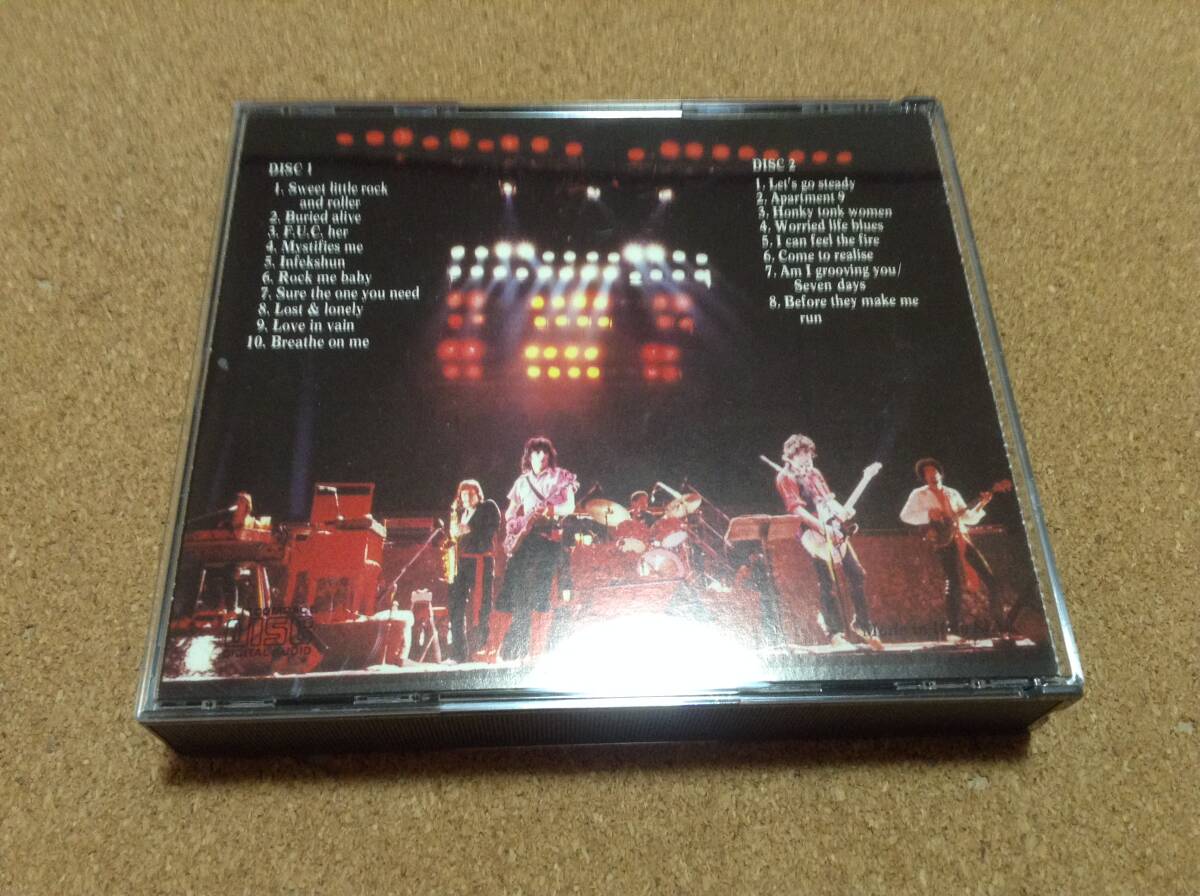 DISC 1
1. Sweet little rock
and roller
2. Buried alive
3. F.U.C. her
4. Mystifies me
5. Infekshun
6. Rock me baby
7. Sure the one you need
8. Lost & lonely
9. Love in vain
10. Breathe on me
DISC 2
1. Let's go steady
2. Apartment 9
3. Honky tonk women
4. Worried life blues
5. I can feel the fire
6. Come to realise
7. Am I grooving you/
Seven days
8. Before they make me
run
DIGITAL AUDIO
Made in